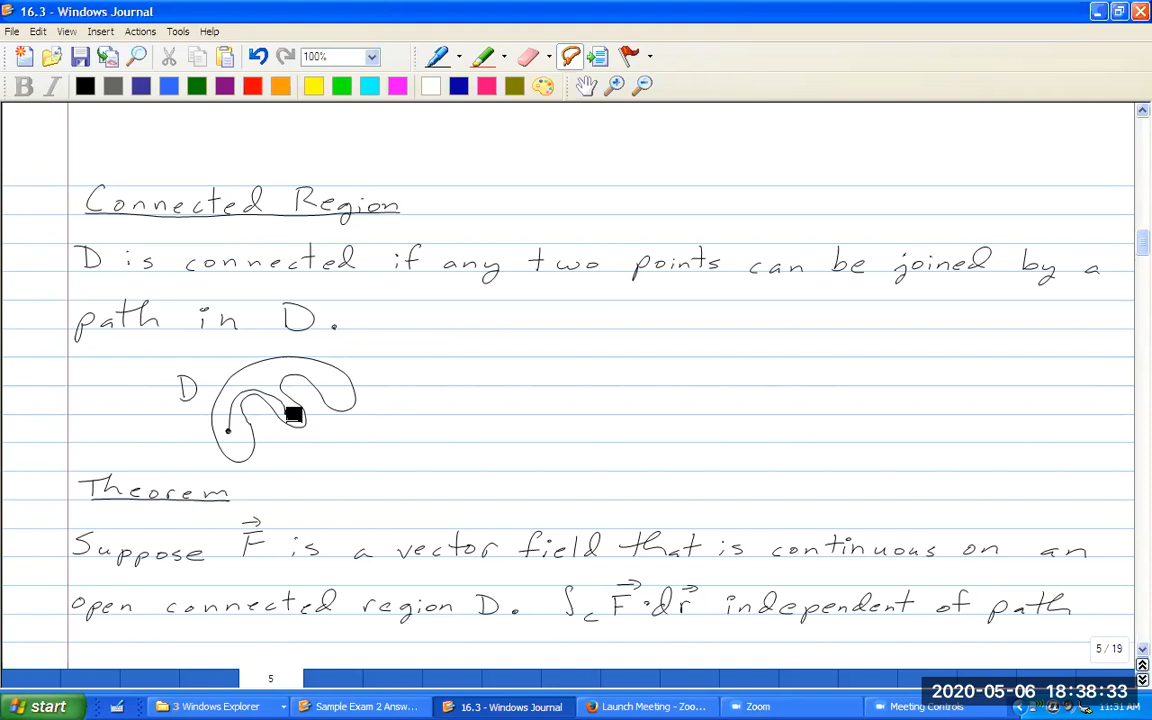 16.3 - Windows Journal
File Edit View Insert Actions Tools Help
100%
B I
Connected Region
D is connected if any two points can be joined by a
path in D.
D
Theorem
Suppose F is a vector field that is continuous on an
open connected region D. ∫C F · dr independent of path
5 / 19
5
start 3 Windows Explorer Sample Exam 2 Answ... 16.3 - Windows Journal Launch Meeting - Zoo... Zoom Meeting Controls 11:31 AM
2020-05-06 18:38:33